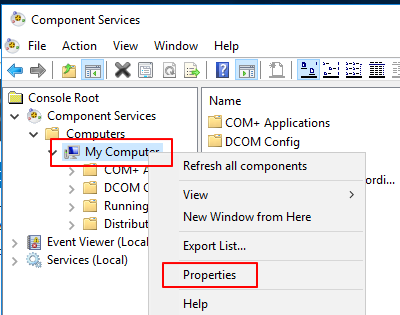 Component Services
File Action View Window Help
Console Root
Component Services
Computers
My Computer
COM+ A
DCOM C
Running
Distribut
Event Viewer (Local
Services (Local)
Name
COM+ Applications
DCOM Config
Refresh all components
View
New Window from Here
Export List...
Properties
Help